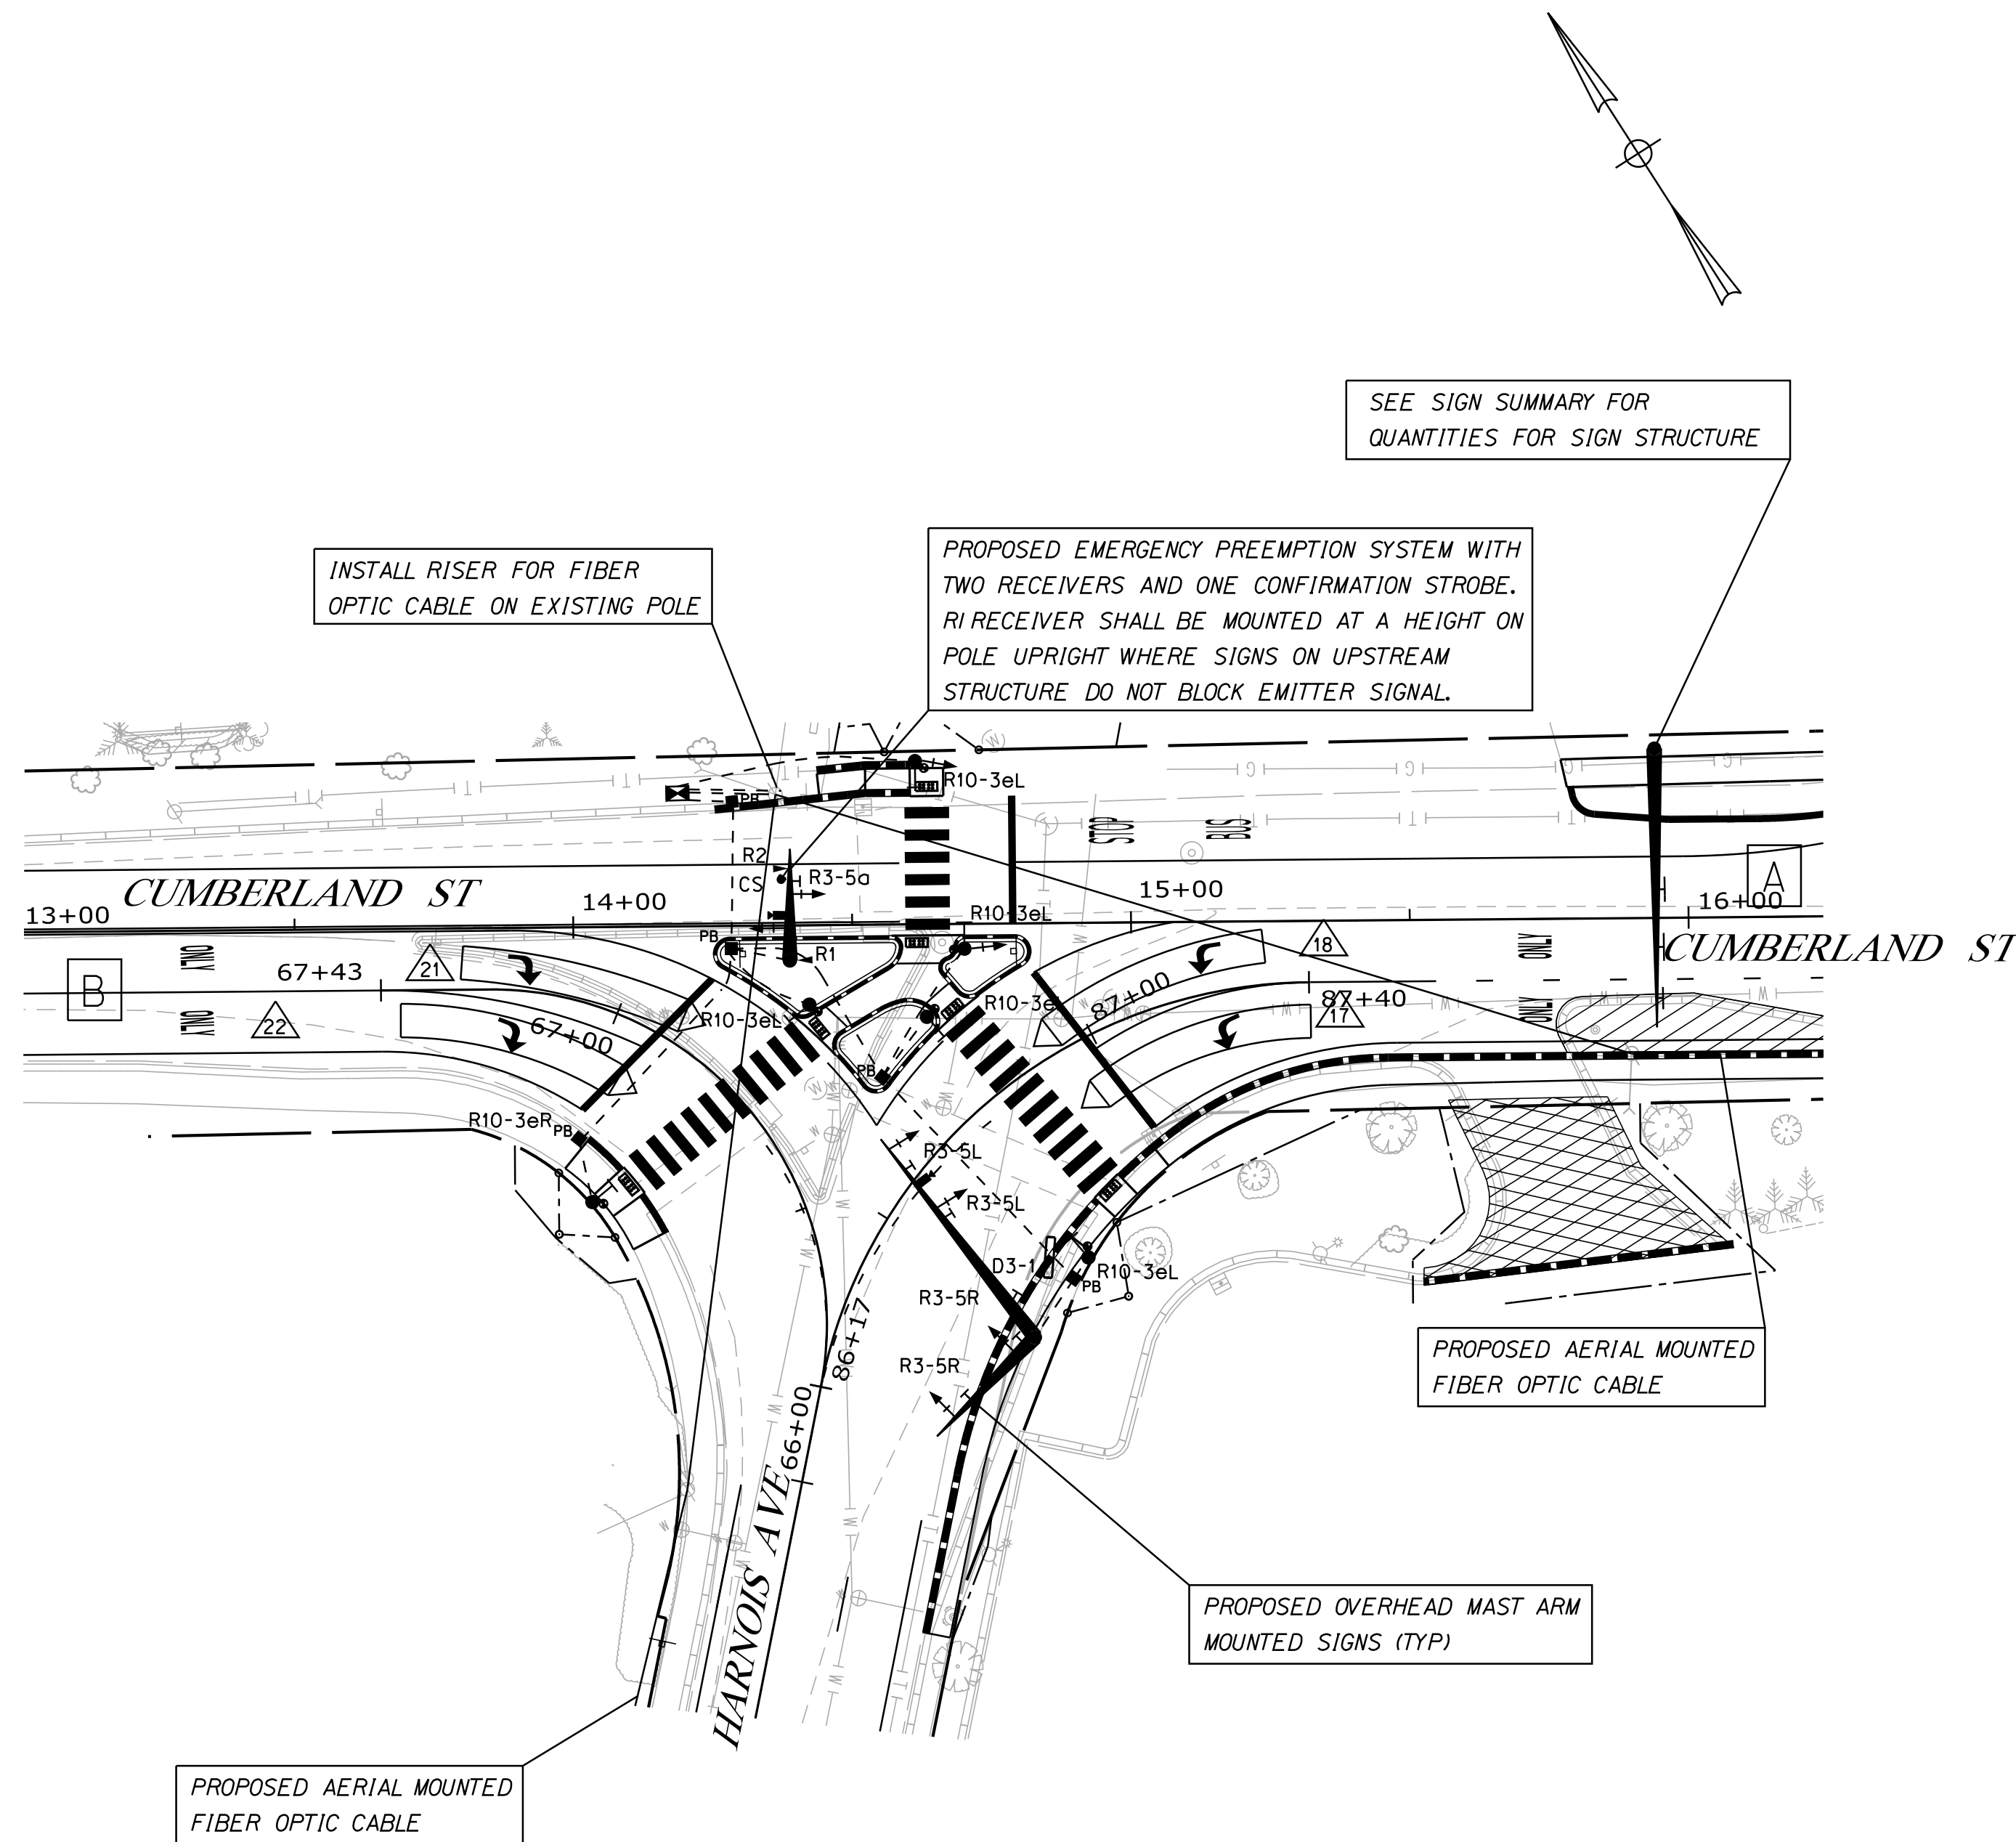 SEE SIGN SUMMARY FOR
QUANTITIES FOR SIGN STRUCTURE
PROPOSED EMERGENCY PREEMPTION SYSTEM WITH
TWO RECEIVERS AND ONE CONFIRMATION STROBE.
R1 RECEIVER SHALL BE MOUNTED AT A HEIGHT ON
POLE UPRIGHT WHERE SIGNS ON UPSTREAM
STRUCTURE DO NOT BLOCK EMITTER SIGNAL.
INSTALL RISER FOR FIBER
OPTIC CABLE ON EXISTING POLE
R10-3eL
PB
STOP
BUS
R2
CS
R3-5a
CUMBERLAND ST
13+00
14+00
15+00
16+00
A
R10-3eL
PB
R1
ONLY
ONLY
21
18
B
67+43
22
ONLY
ONLY
CUMBERLAND ST
R10-3eL
R10-3eL
67+00
87+00
87+40
17
PB
R10-3eR
PB
R3-5L
R3-5L
D3-1
R10-3eL
PB
R3-5R
R3-5R
86+17
66+00
HARNOIS AVE
PROPOSED AERIAL MOUNTED
FIBER OPTIC CABLE
PROPOSED OVERHEAD MAST ARM
MOUNTED SIGNS (TYP)
PROPOSED AERIAL MOUNTED
FIBER OPTIC CABLE